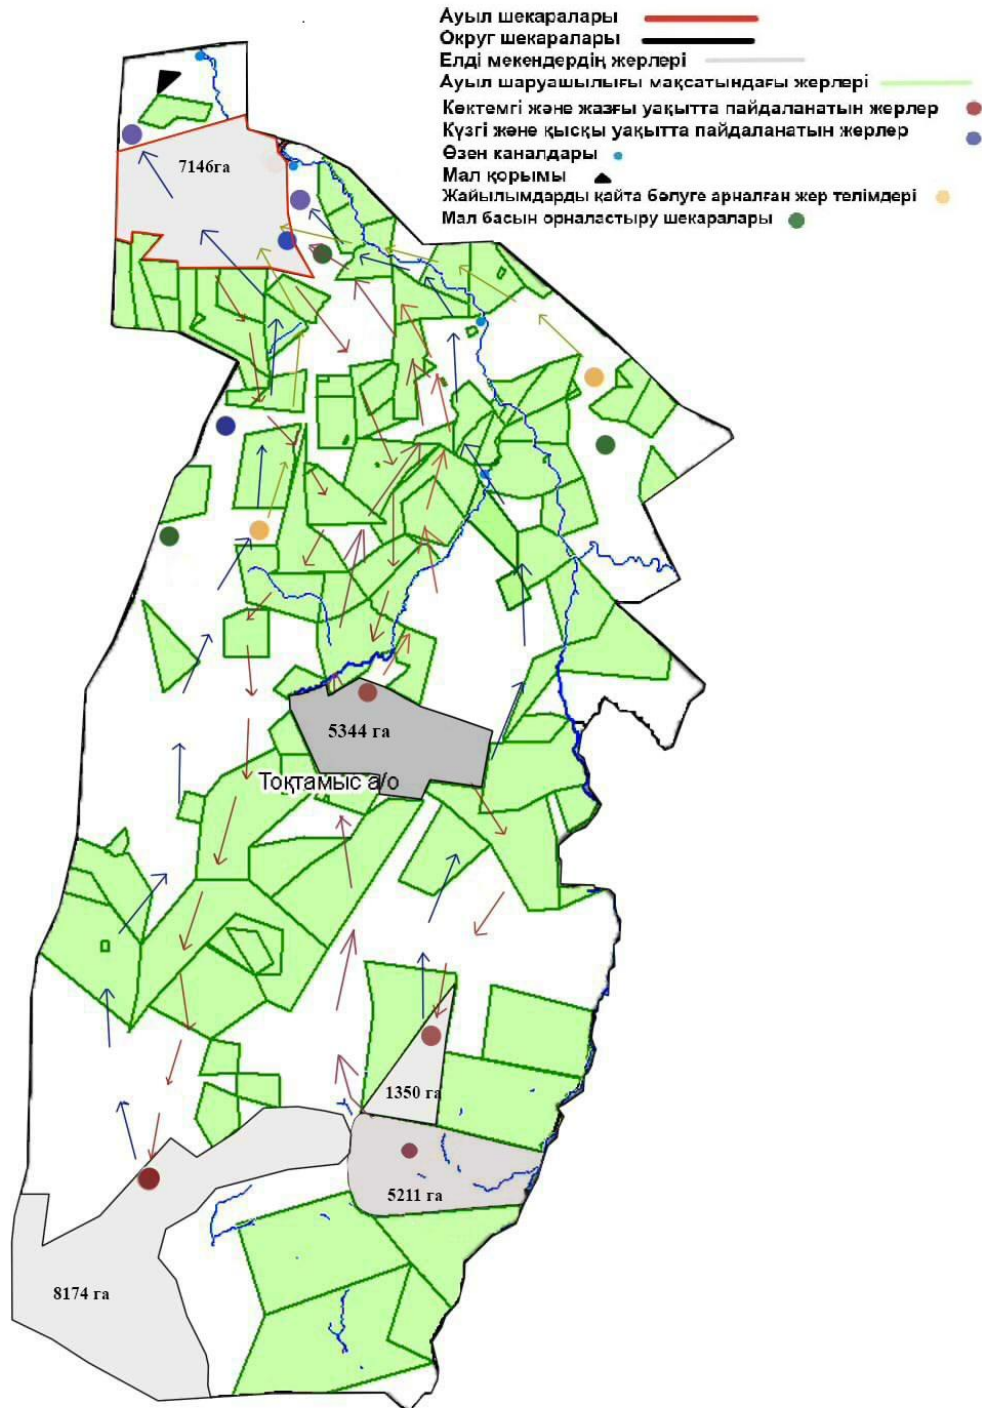 Ауыл шекаралары
Округ шекаралары
Елді мекендердің жерлері
Ауыл шаруашылығы мақсатындағы жерлері
Көктемгі және жазғы уақытта пайдаланатын жерлер
Күзгі және қысқы уақытта пайдаланатын жерлер
Өзен каналдары
Мал қорымы
Жайылымдарды қайта бөлуге арналған жер телімдері
Мал басын орналастыру шекаралары
7146га
5344 га
Тоқтамыс а/о
1350 га
5211 га
8174 га